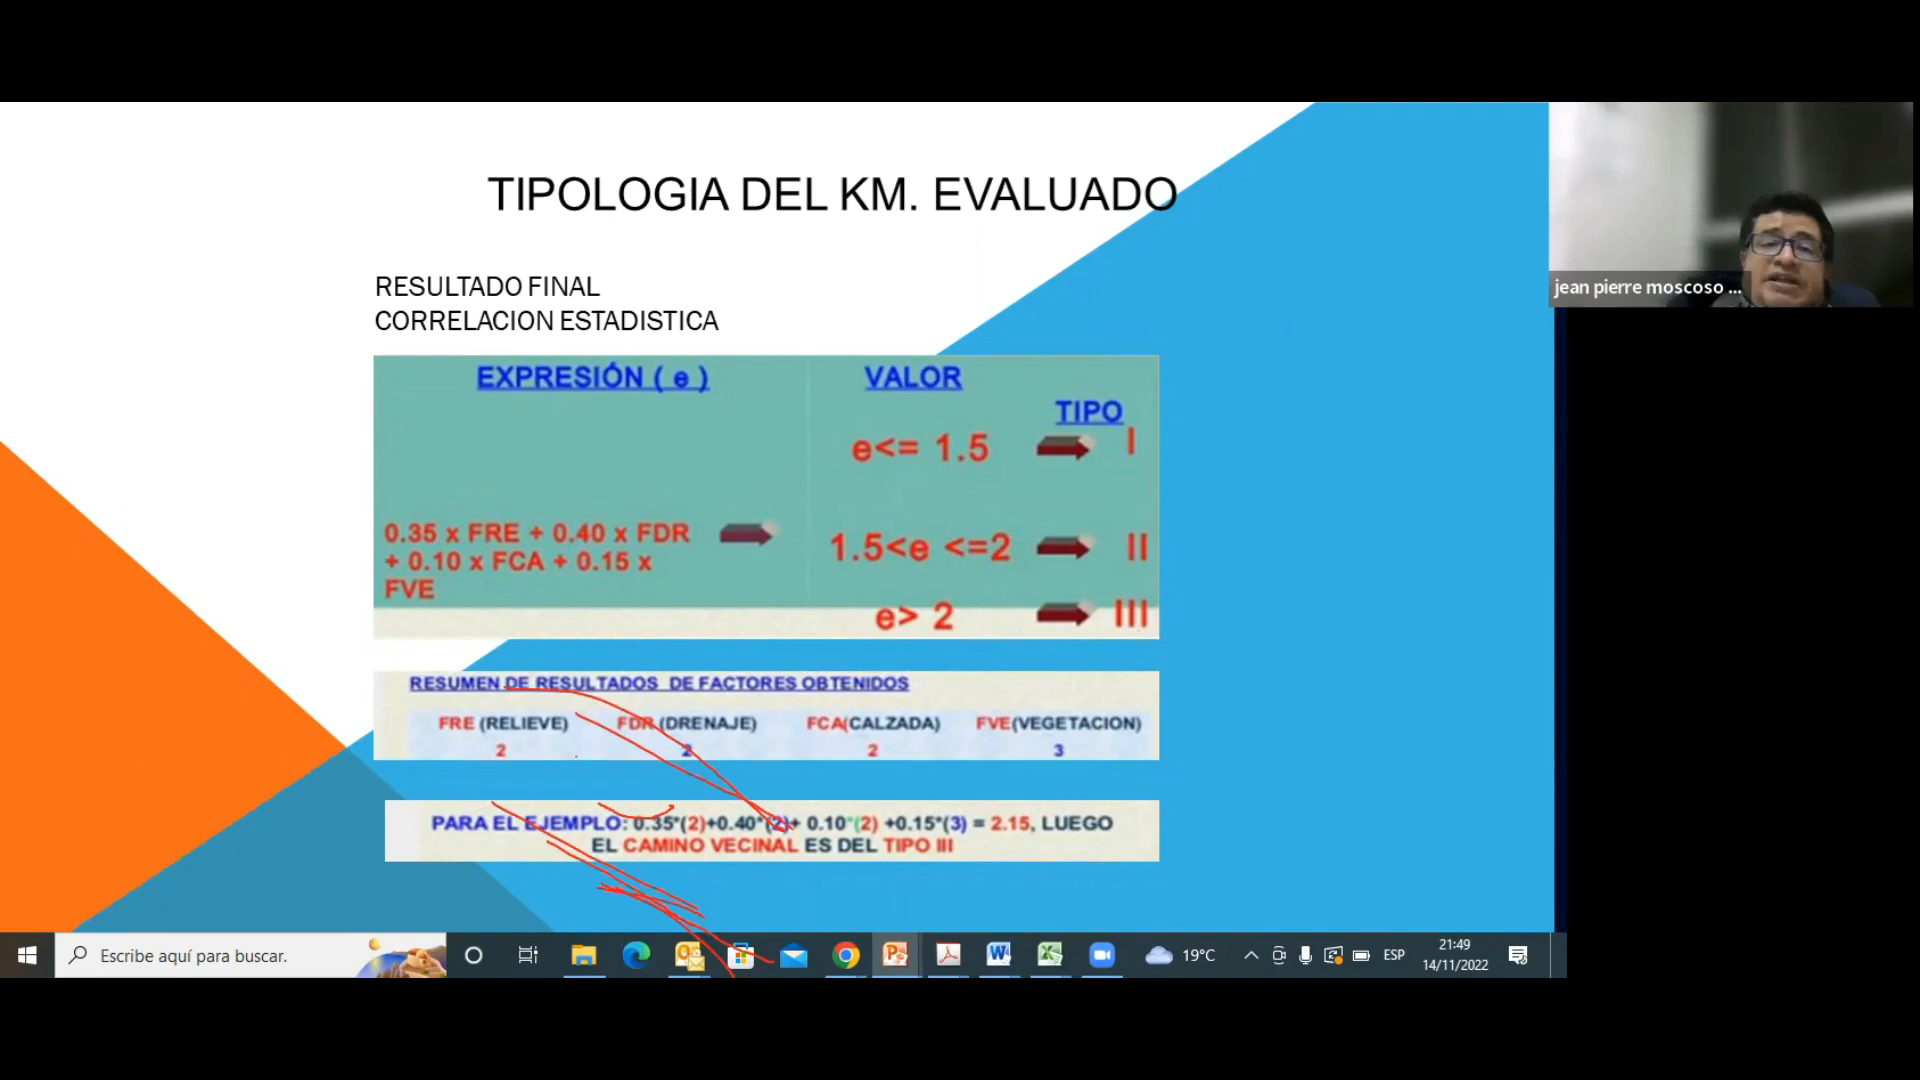 TIPOLOGIA DEL KM. EVALUADO
RESULTADO FINAL
CORRELACION ESTADISTICA
EXPRESIÓN ( e )
VALOR
TIPO
e<= 1.5
I
0.35 x FRE + 0.40 x FDR
+ 0.10 x FCA + 0.15 x
FVE
1.5<e <=2
II
e> 2
III
RESUMEN DE RESULTADOS DE FACTORES OBTENIDOS
FRE (RELIEVE) FDR (DRENAJE) FCA(CALZADA) FVE(VEGETACION)
2 2 2 3
PARA EL EJEMPLO: 0.35*(2)+0.40*(2)+ 0.10*(2) +0.15*(3) = 2.15, LUEGO
EL CAMINO VECINAL ES DEL TIPO III
jean pierre moscoso ...
Escribe aquí para buscar.
19°C
ESP
21:49
14/11/2022